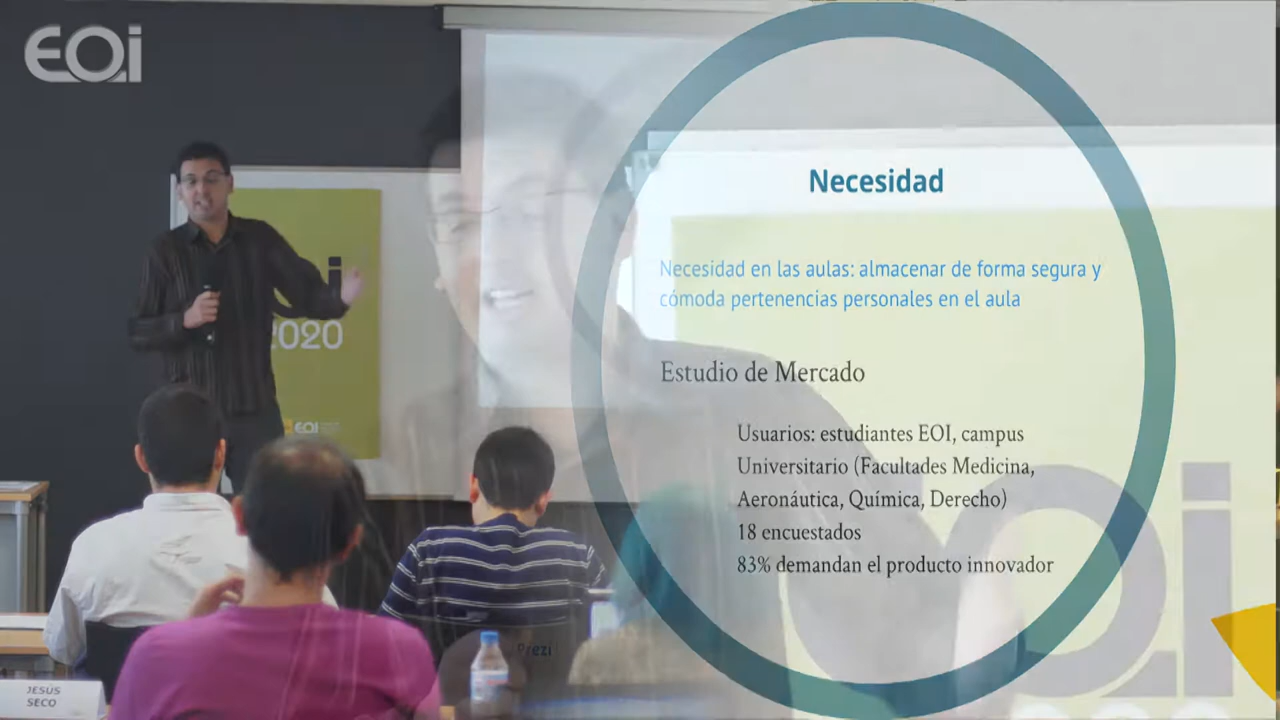 EOi
Necesidad
Necesidad en las aulas: almacenar de forma segura y
cómoda pertenencias personales en el aula
Estudio de Mercado
Usuarios: estudiantes EOI, campus
Universitario (Facultades Medicina,
Aeronáutica, Química, Derecho)
18 encuestados
83% demandan el producto innovador
2020
EOI
Prezi
JESÚS
SECO